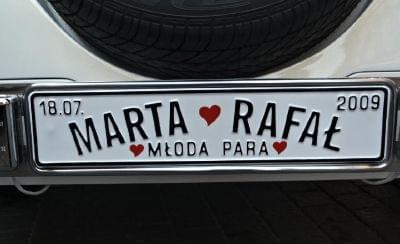 18.07. 2009
MARTA ♥ RAFAŁ
♥ MŁODA PARA ♥